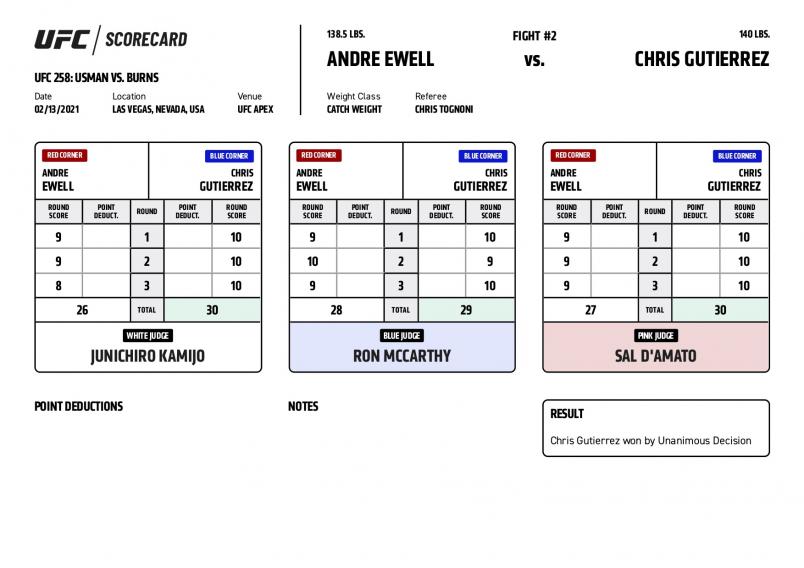 UFC SCORECARD
UFC 258: USMAN VS. BURNS
Date Location Venue
02/13/2021 LAS VEGAS, NEVADA, USA UFC APEX
138.5 LBS. FIGHT #2 140 LBS.
ANDRE EWELL VS. CHRIS GUTIERREZ
Weight Class Referee
CATCH WEIGHT CHRIS TOGNONI
RED CORNER BLUE CORNER
ANDRE CHRIS
EWELL GUTIERREZ
ROUND SCORE POINT DEDUCT. ROUND POINT DEDUCT. ROUND SCORE
9 1 10
9 2 10
8 3 10
26 TOTAL 30
WHITE JUDGE
JUNICHIRO KAMIJO
RED CORNER BLUE CORNER
ANDRE CHRIS
EWELL GUTIERREZ
ROUND SCORE POINT DEDUCT. ROUND POINT DEDUCT. ROUND SCORE
9 1 10
10 2 9
9 3 10
28 TOTAL 29
BLUE JUDGE
RON MCCARTHY
RED CORNER BLUE CORNER
ANDRE CHRIS
EWELL GUTIERREZ
ROUND SCORE POINT DEDUCT. ROUND POINT DEDUCT. ROUND SCORE
9 1 10
9 2 10
9 3 10
27 TOTAL 30
PINK JUDGE
SAL D'AMATO
POINT DEDUCTIONS
NOTES
RESULT
Chris Gutierrez won by Unanimous Decision